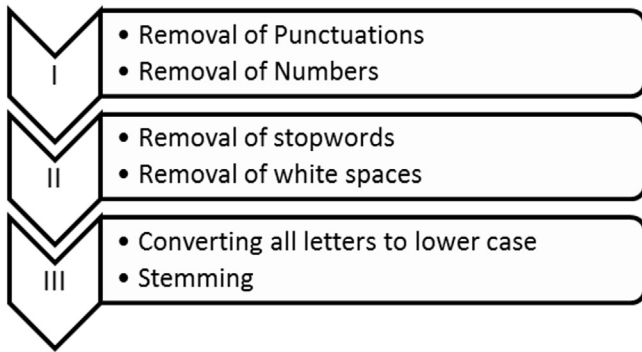 I
• Removal of Punctuations
• Removal of Numbers
II
• Removal of stopwords
• Removal of white spaces
III
• Converting all letters to lower case
• Stemming